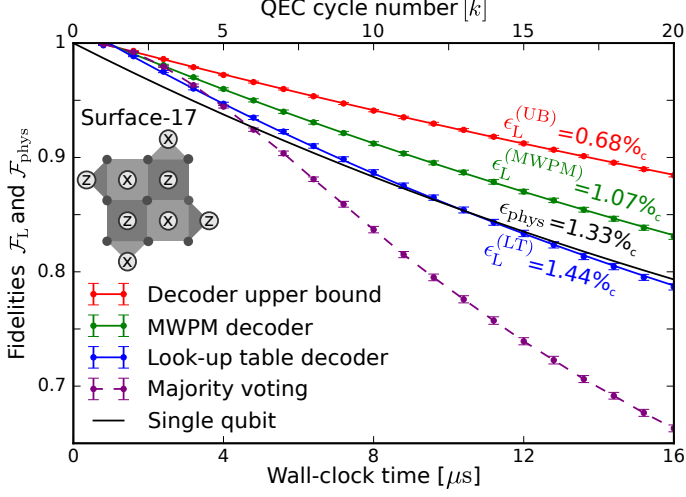 QEC cycle number [k]
0 5 10 15 20
1
0.9
0.8
0.7
Fidelities 𝓕_L and 𝓕_phys
Surface-17
X
Z X Z
Z X Z
X
ϵ_L^(UB)=0.68%_c
ϵ_L^(MWPM)=1.07%_c
ϵ_phys=1.33%_c
ϵ_L^(LT)=1.44%_c
Decoder upper bound
MWPM decoder
Look-up table decoder
Majority voting
Single qubit
0 4 8 12 16
Wall-clock time [μs]